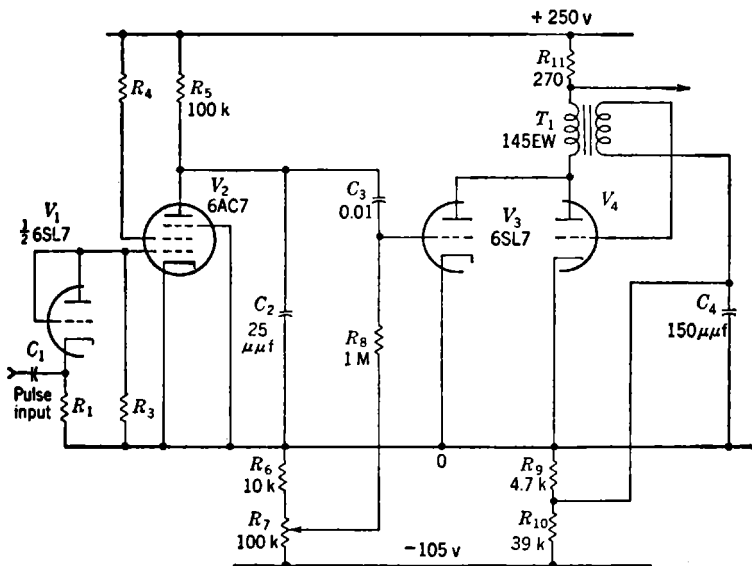 + 250 v
R4
R5
100 k
R11
270
T1
145EW
V1
½ 6SL7
V2
6AC7
C3
0.01
V3
6SL7
V4
C1
Pulse
input
R1
R3
C2
25
μμf
R8
1 M
C4
150 μμf
0
R6
10 k
R7
100 k
R9
4.7 k
R10
39 k
−105 v